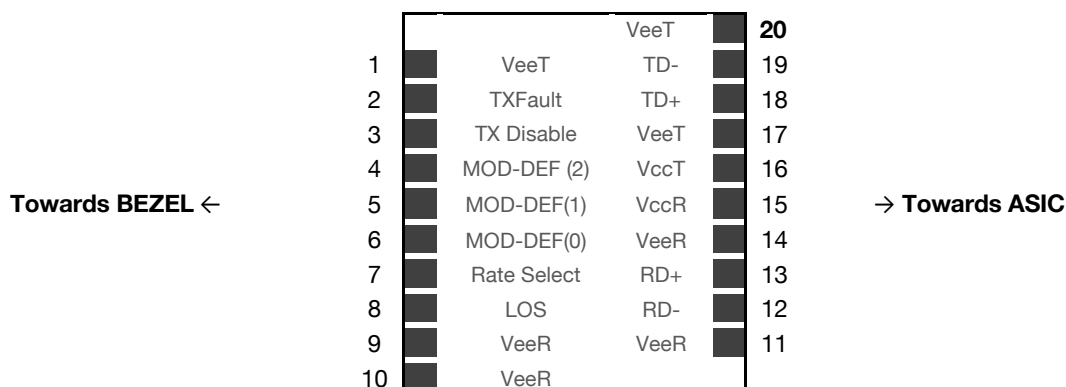 VeeT 20
1 VeeT TD- 19
2 TXFault TD+ 18
3 TX Disable VeeT 17
4 MOD-DEF (2) VccT 16
Towards BEZEL ← 5 MOD-DEF(1) VccR 15 → Towards ASIC
6 MOD-DEF(0) VeeR 14
7 Rate Select RD+ 13
8 LOS RD- 12
9 VeeR VeeR 11
10 VeeR